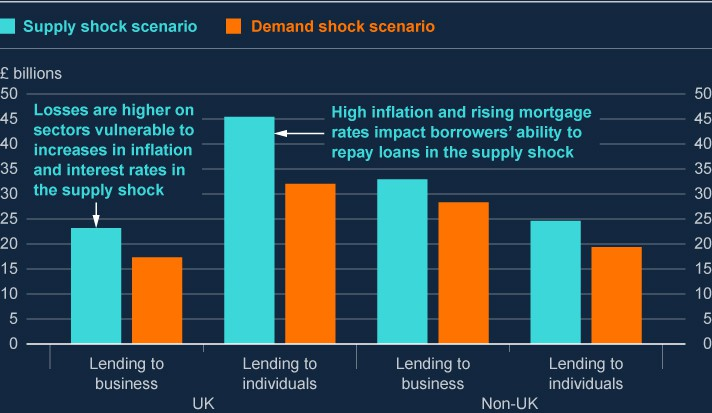 Supply shock scenario
Demand shock scenario
£ billions
50
45
40
35
30
25
20
15
10
5
0
50
45
40
35
30
25
20
15
10
5
0
Losses are higher on
sectors vulnerable to
increases in inflation
and interest rates in
the supply shock
High inflation and rising mortgage
rates impact borrowers’ ability to
repay loans in the supply shock
Lending to
business
Lending to
individuals
Lending to
business
Lending to
individuals
UK
Non-UK